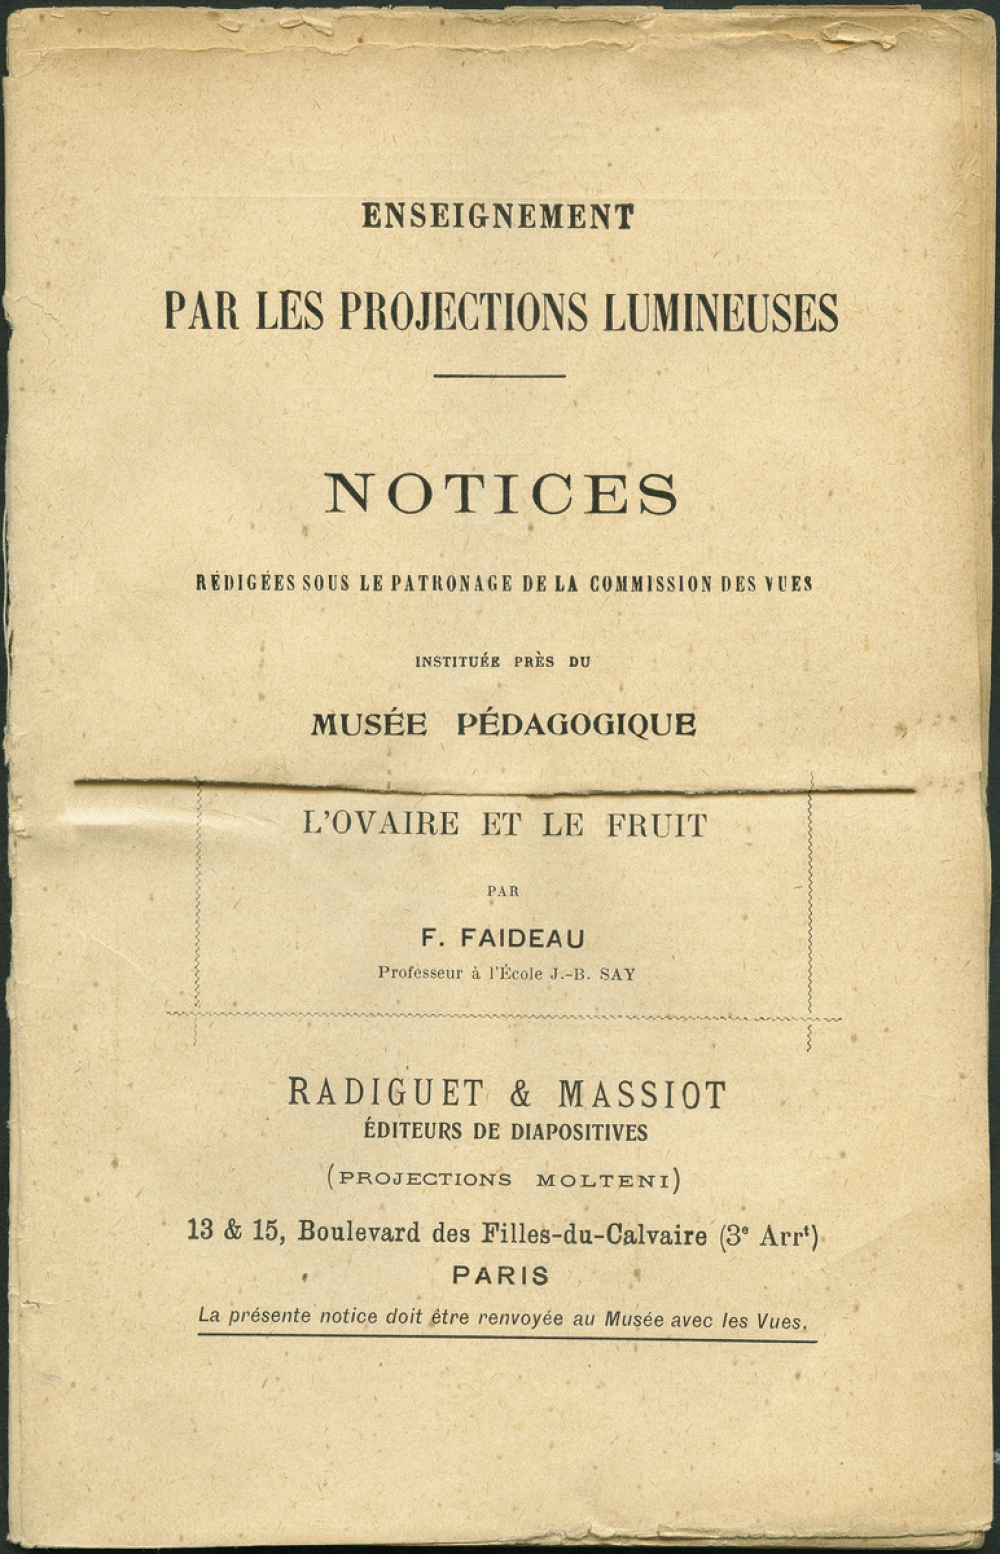 ENSEIGNEMENT
PAR LES PROJECTIONS LUMINEUSES
NOTICES
RÉDIGÉES SOUS LE PATRONAGE DE LA COMMISSION DES VUES
INSTITUÉE PRÈS DU
MUSÉE PÉDAGOGIQUE
L'OVAIRE ET LE FRUIT
PAR
F. FAIDEAU
Professeur à l'École J.-B. SAY
RADIGUET & MASSIOT
ÉDITEURS DE DIAPOSITIVES
(PROJECTIONS MOLTENI)
13 & 15, Boulevard des Filles-du-Calvaire (3e Arrt)
PARIS
La présente notice doit être renvoyée au Musée avec les Vues.